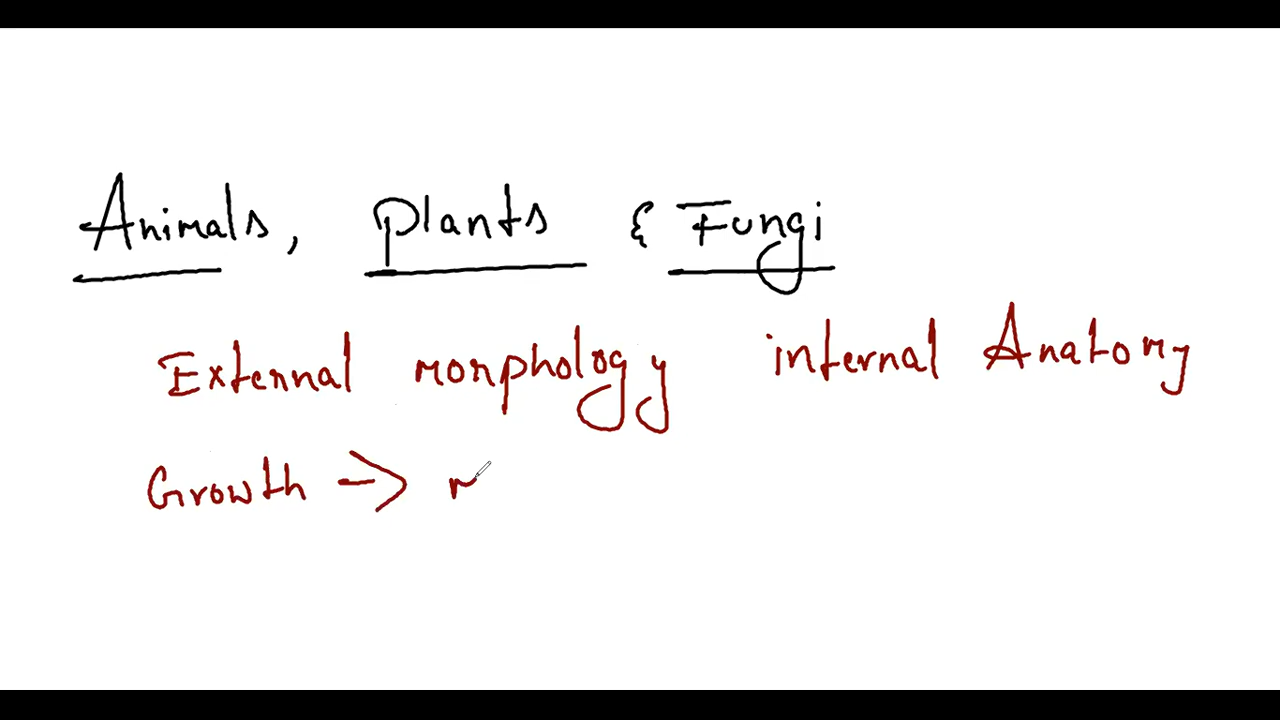 Animals, Plants & Fungi
External morphology internal Anatomy
Growth ->